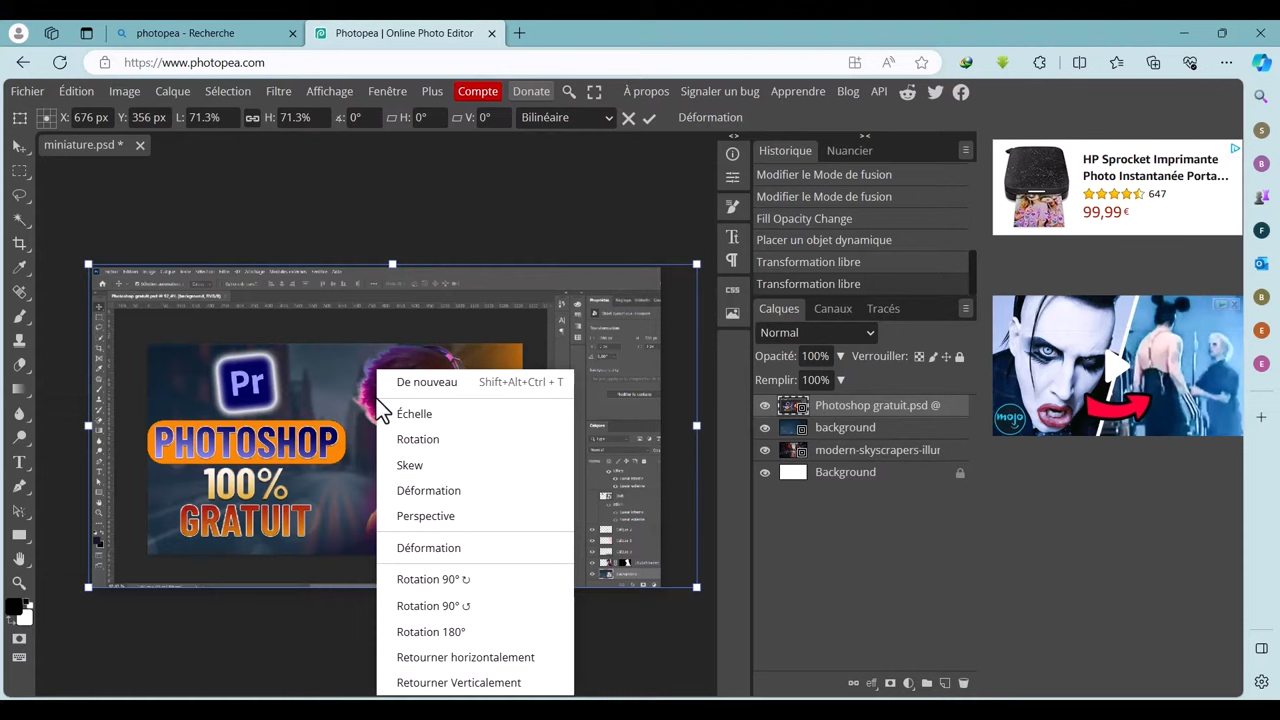 photopea - Recherche
Photopea | Online Photo Editor
https://www.photopea.com
Fichier Édition Image Calque Sélection Filtre Affichage Fenêtre Plus Compte Donate À propos Signaler un bug Apprendre Blog API
X: 676 px Y: 356 px L: 71.3% H: 71.3% ∡: 0° H: 0° V: 0° Bilinéaire Déformation
miniature.psd *
Historique Nuancier
Modifier le Mode de fusion
Modifier le Mode de fusion
Fill Opacity Change
Placer un objet dynamique
Transformation libre
Transformation libre
Calques Canaux Tracés
Normal
Opacité: 100% Verrouiller:
Remplir: 100%
Photoshop gratuit.psd @
background
modern-skyscrapers-illur
Background
CSS
Pr
PHOTOSHOP
100%
GRATUIT
De nouveau Shift+Alt+Ctrl + T
Échelle
Rotation
Skew
Déformation
Perspective
Déformation
Rotation 90° ↻
Rotation 90° ↺
Rotation 180°
Retourner horizontalement
Retourner Verticalement
HP Sprocket Imprimante
Photo Instantanée Porta...
647
99,99€
mojo